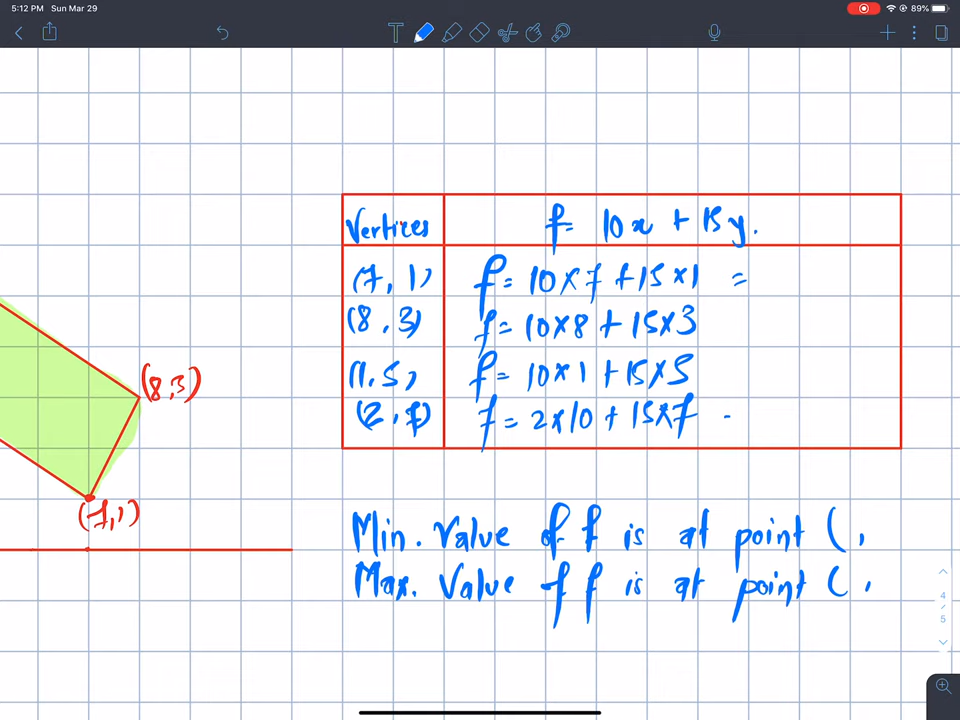 5:12 PM Sun Mar 29
89%
T
Vertices f = 10x + 15y.
(7, 1) f = 10×7 + 15×1 =
(8, 3) f = 10×8 + 15×3
(1, 5, f = 10×1 + 15×5
(2, 7) f = 2×10 + 15×7 -
(8,3)
(7,1)
Min. Value of f is at point ( ,
Max. Value of f is at point ( ,
4
/
5